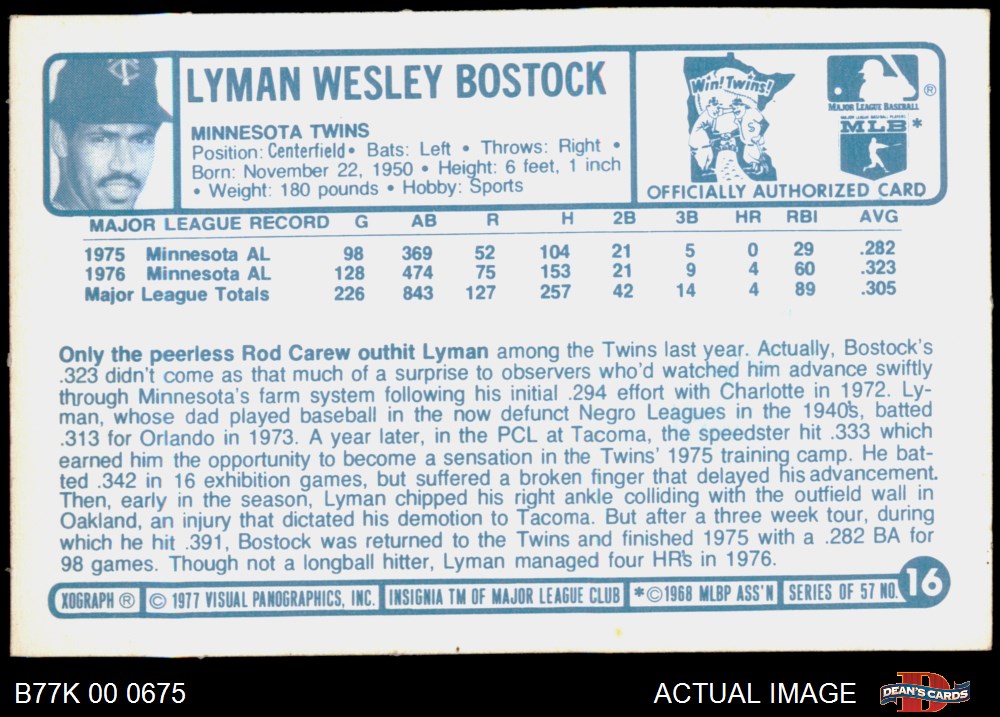 LYMAN WESLEY BOSTOCK
MINNESOTA TWINS
Position: Centerfield • Bats: Left • Throws: Right •
Born: November 22, 1950 • Height: 6 feet, 1 inch
• Weight: 180 pounds • Hobby: Sports
Win! Twins!
MAJOR LEAGUE BASEBALL ®
MLB*
OFFICIALLY AUTHORIZED CARD
MAJOR LEAGUE RECORD G AB R H 2B 3B HR RBI AVG
1975 Minnesota AL 98 369 52 104 21 5 0 29 .282
1976 Minnesota AL 128 474 75 153 21 9 4 60 .323
Major League Totals 226 843 127 257 42 14 4 89 .305
Only the peerless Rod Carew outhit Lyman among the Twins last year. Actually, Bostock's
.323 didn't come as that much of a surprise to observers who'd watched him advance swiftly
through Minnesota's farm system following his initial .294 effort with Charlotte in 1972. Ly-
man, whose dad played baseball in the now defunct Negro Leagues in the 1940's, batted
.313 for Orlando in 1973. A year later, in the PCL at Tacoma, the speedster hit .333 which
earned him the opportunity to become a sensation in the Twins' 1975 training camp. He bat-
ted .342 in 16 exhibition games, but suffered a broken finger that delayed his advancement.
Then, early in the season, Lyman chipped his right ankle colliding with the outfield wall in
Oakland, an injury that dictated his demotion to Tacoma. But after a three week tour, during
which he hit .391, Bostock was returned to the Twins and finished 1975 with a .282 BA for
98 games. Though not a longball hitter, Lyman managed four HR's in 1976.
XOGRAPH ® © 1977 VISUAL PANOGRAPHICS, INC. INSIGNIA TM OF MAJOR LEAGUE CLUB *©1968 MLBP ASS'N SERIES OF 57 NO. 16
B77K 00 0675 ACTUAL IMAGE DEAN'S CARDS